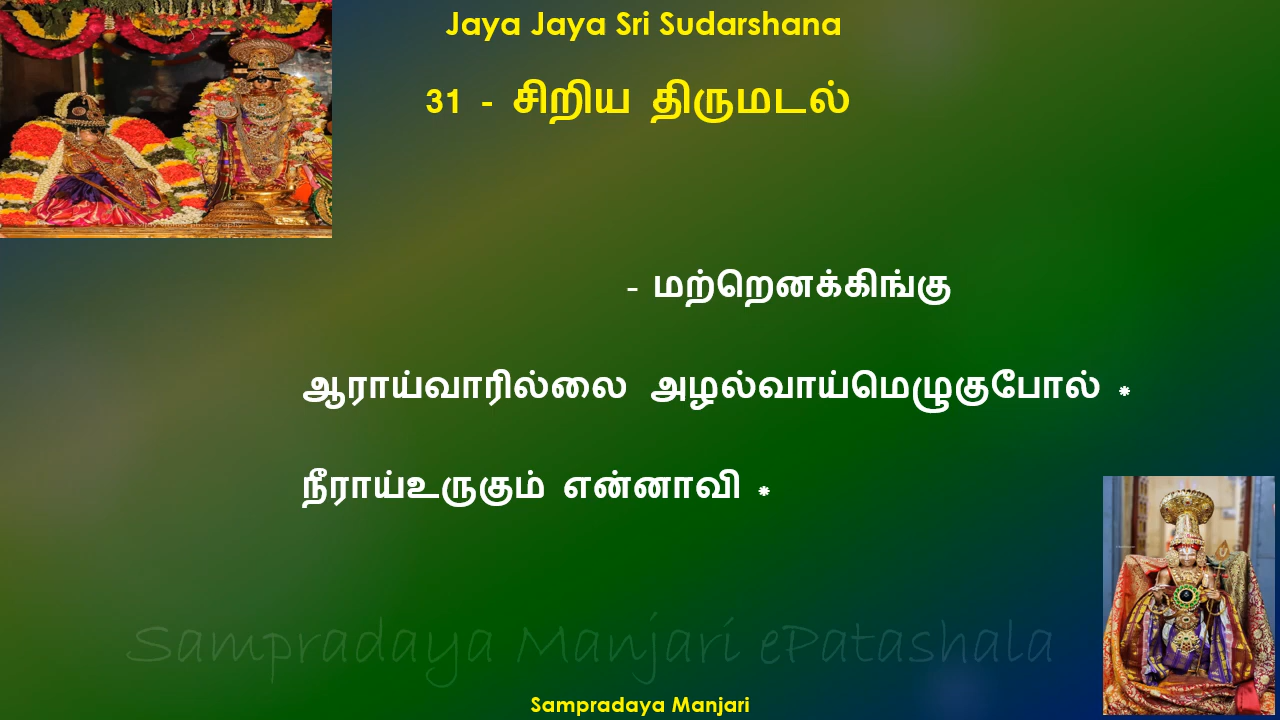 Jaya Jaya Sri Sudarshana
31 - சிறிய திருமடல்
- மற்றெனக்கிங்கு
ஆராய்வாரில்லை அழல்வாய்மெழுகுபோல் *
நீராய்உருகும் என்னாவி *
Sampradaya Manjari ePatashala
Sampradaya Manjari